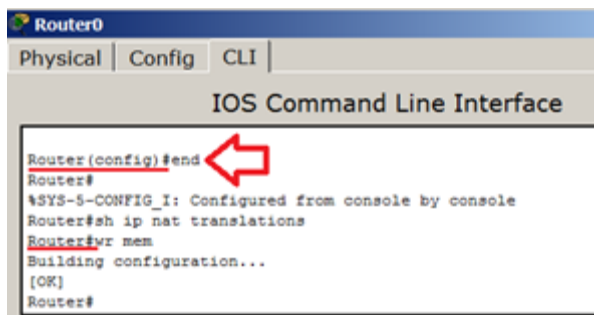 Router0
Physical Config CLI
IOS Command Line Interface
Router(config)#end
Router#
%SYS-5-CONFIG_I: Configured from console by console
Router#sh ip nat translations
Router#wr mem
Building configuration...
[OK]
Router#